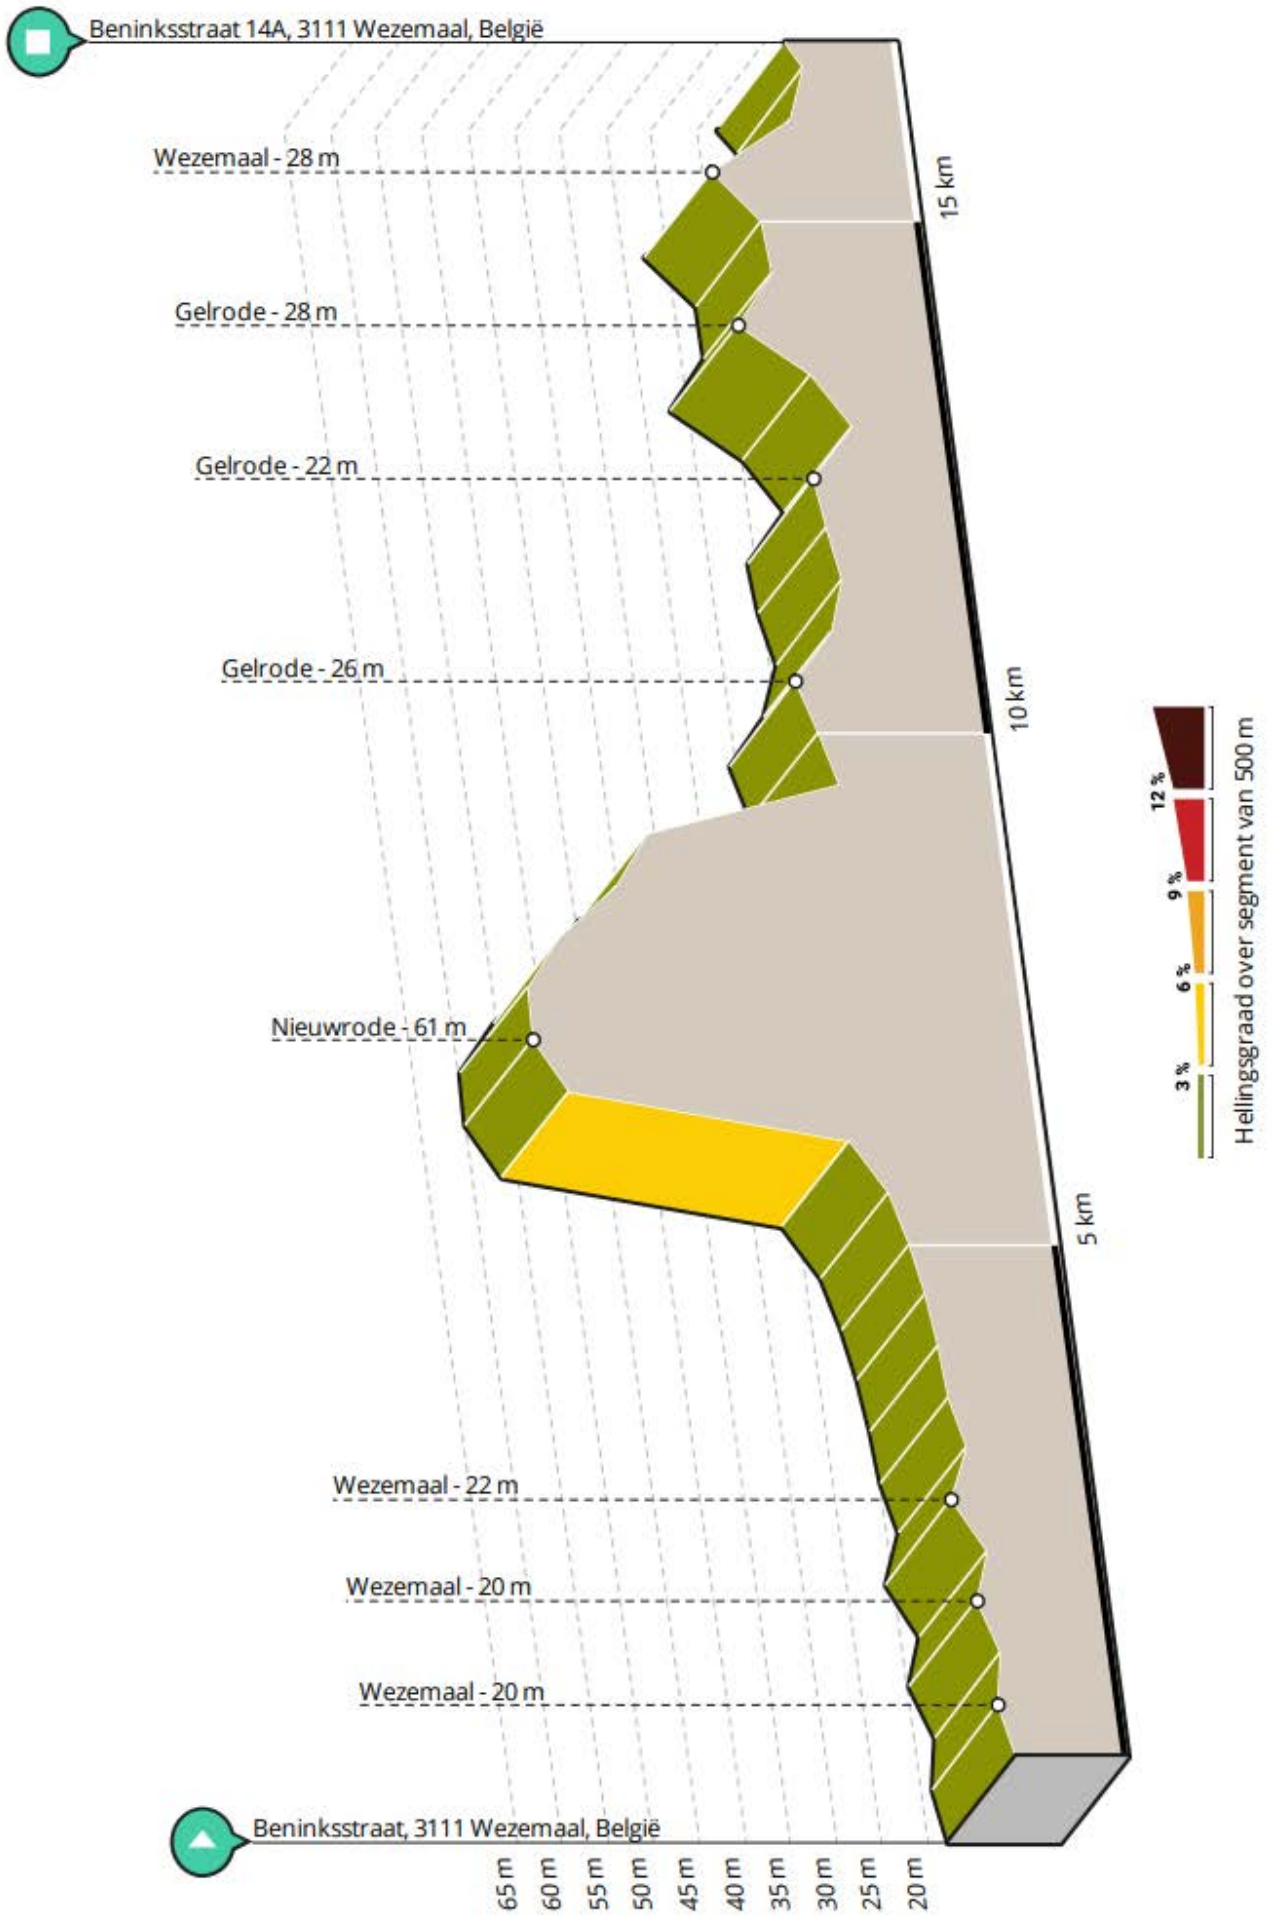 Beninksstraat 14A, 3111 Wezemaal, België
Wezemaal - 28 m
Gelrode - 28 m
Gelrode - 22 m
Gelrode - 26 m
Nieuwrode - 61 m
Wezemaal - 22 m
Wezemaal - 20 m
Wezemaal - 20 m
Beninksstraat, 3111 Wezemaal, België
65 m
60 m
55 m
50 m
45 m
40 m
35 m
30 m
25 m
20 m
5 km
10 km
15 km
3 %
6 %
9 %
12 %
Hellingsgraad over segment van 500 m